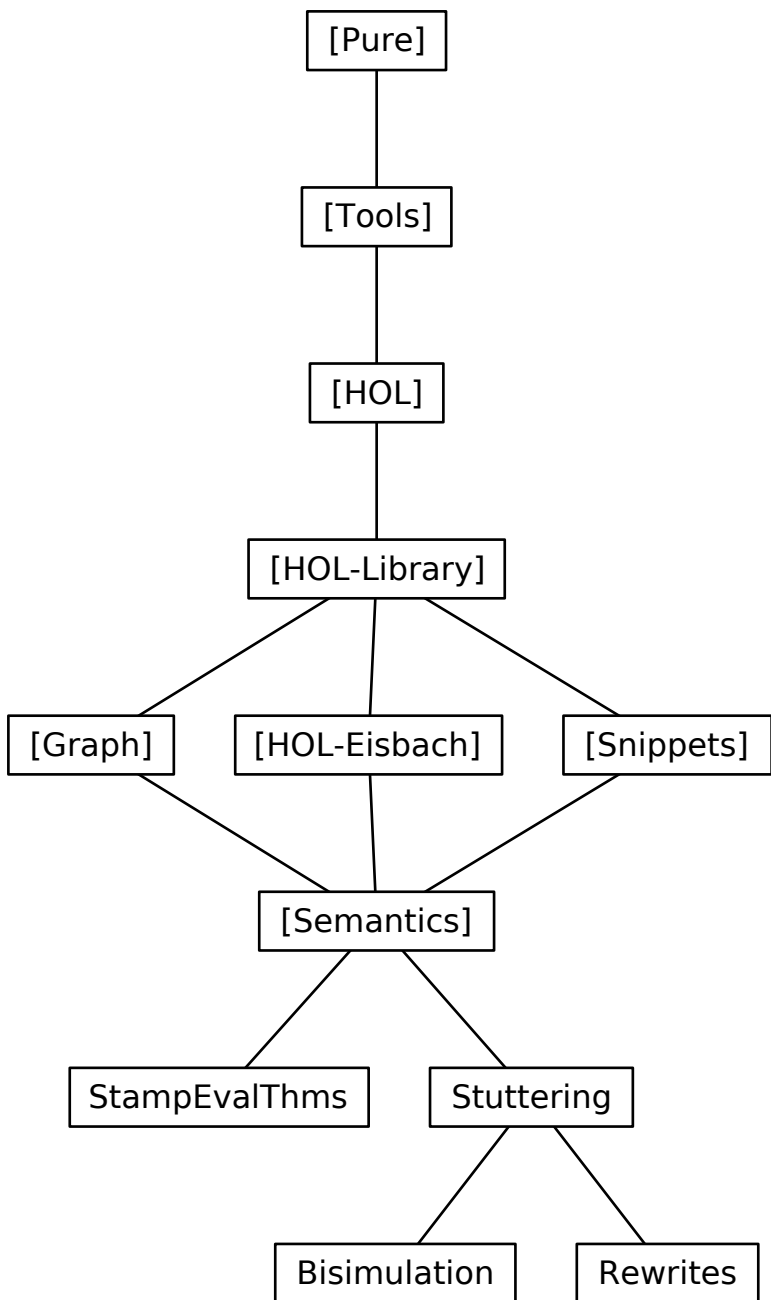 [Pure]
[Tools]
[HOL]
[HOL-Library]
[Graph]
[HOL-Eisbach]
[Snippets]
[Semantics]
StampEvalThms
Stuttering
Bisimulation
Rewrites